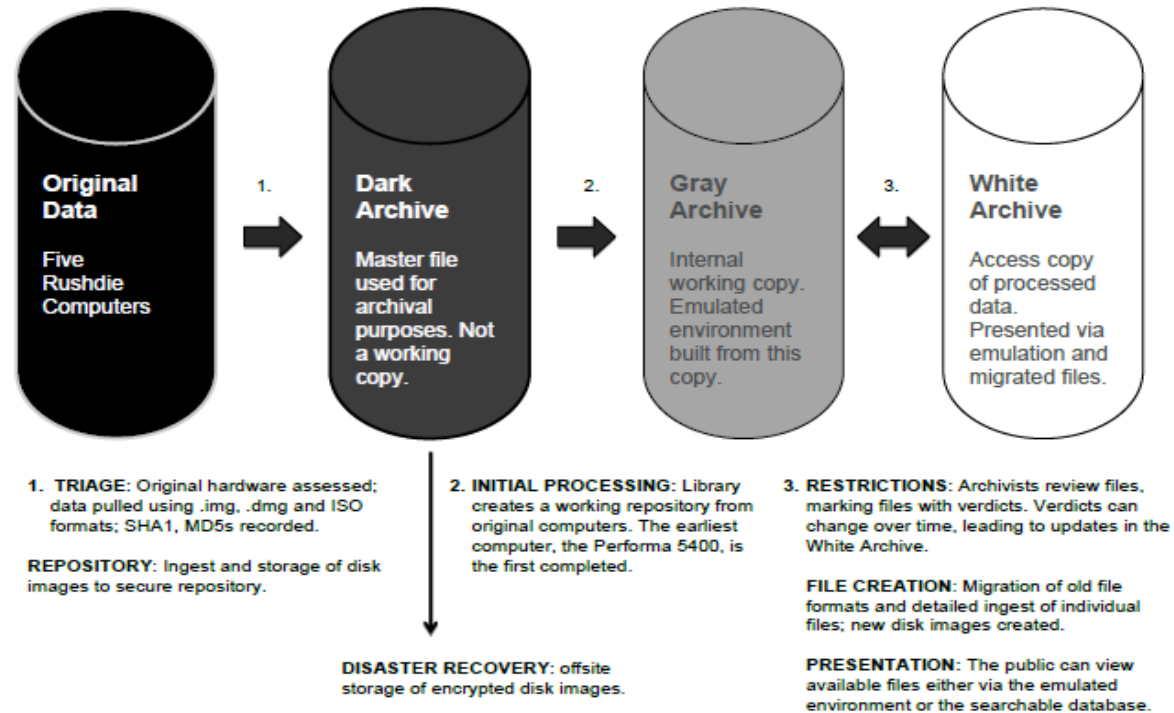 Original
Data
Five
Rushdie
Computers
1.
Dark
Archive
Master file
used for
archival
purposes. Not
a working
copy.
2.
Gray
Archive
Internal
working copy.
Emulated
environment
built from this
copy.
3.
White
Archive
Access copy
of processed
data.
Presented via
emulation and
migrated files.
1. TRIAGE: Original hardware assessed;
data pulled using .img, .dmg and ISO
formats; SHA1, MD5s recorded.
REPOSITORY: Ingest and storage of disk
images to secure repository.
2. INITIAL PROCESSING: Library
creates a working repository from
original computers. The earliest
computer, the Performa 5400, is
the first completed.
DISASTER RECOVERY: offsite
storage of encrypted disk images.
3. RESTRICTIONS: Archivists review files,
marking files with verdicts. Verdicts can
change over time, leading to updates in the
White Archive.
FILE CREATION: Migration of old file
formats and detailed ingest of individual
files; new disk images created.
PRESENTATION: The public can view
available files either via the emulated
environment or the searchable database.